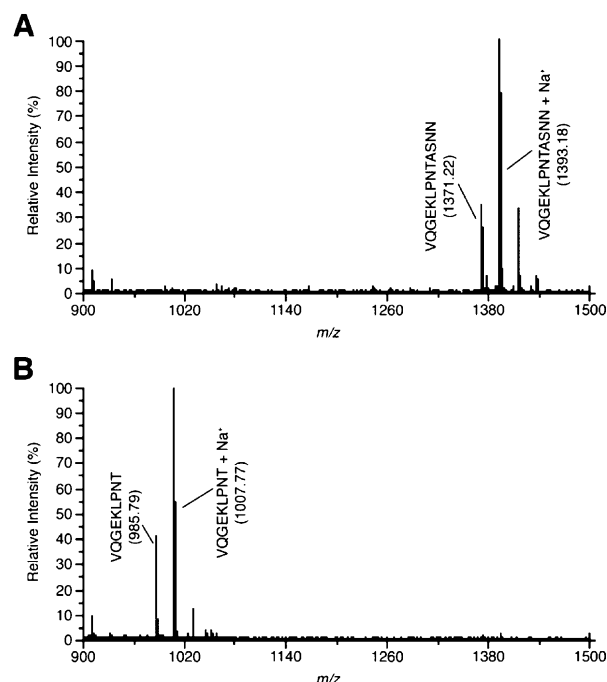 A
Relative Intensity (%)
100
90
80
70
60
50
40
30
20
10
0
VQGEKLPNTASNN
(1371.22)
VQGEKLPNTASNN + Na⁺
(1393.18)
900 1020 1140 1260 1380 1500
m/z
B
Relative Intensity (%)
100
90
80
70
60
50
40
30
20
10
0
VQGEKLPNT
(985.79)
VQGEKLPNT + Na⁺
(1007.77)
900 1020 1140 1260 1380 1500
m/z